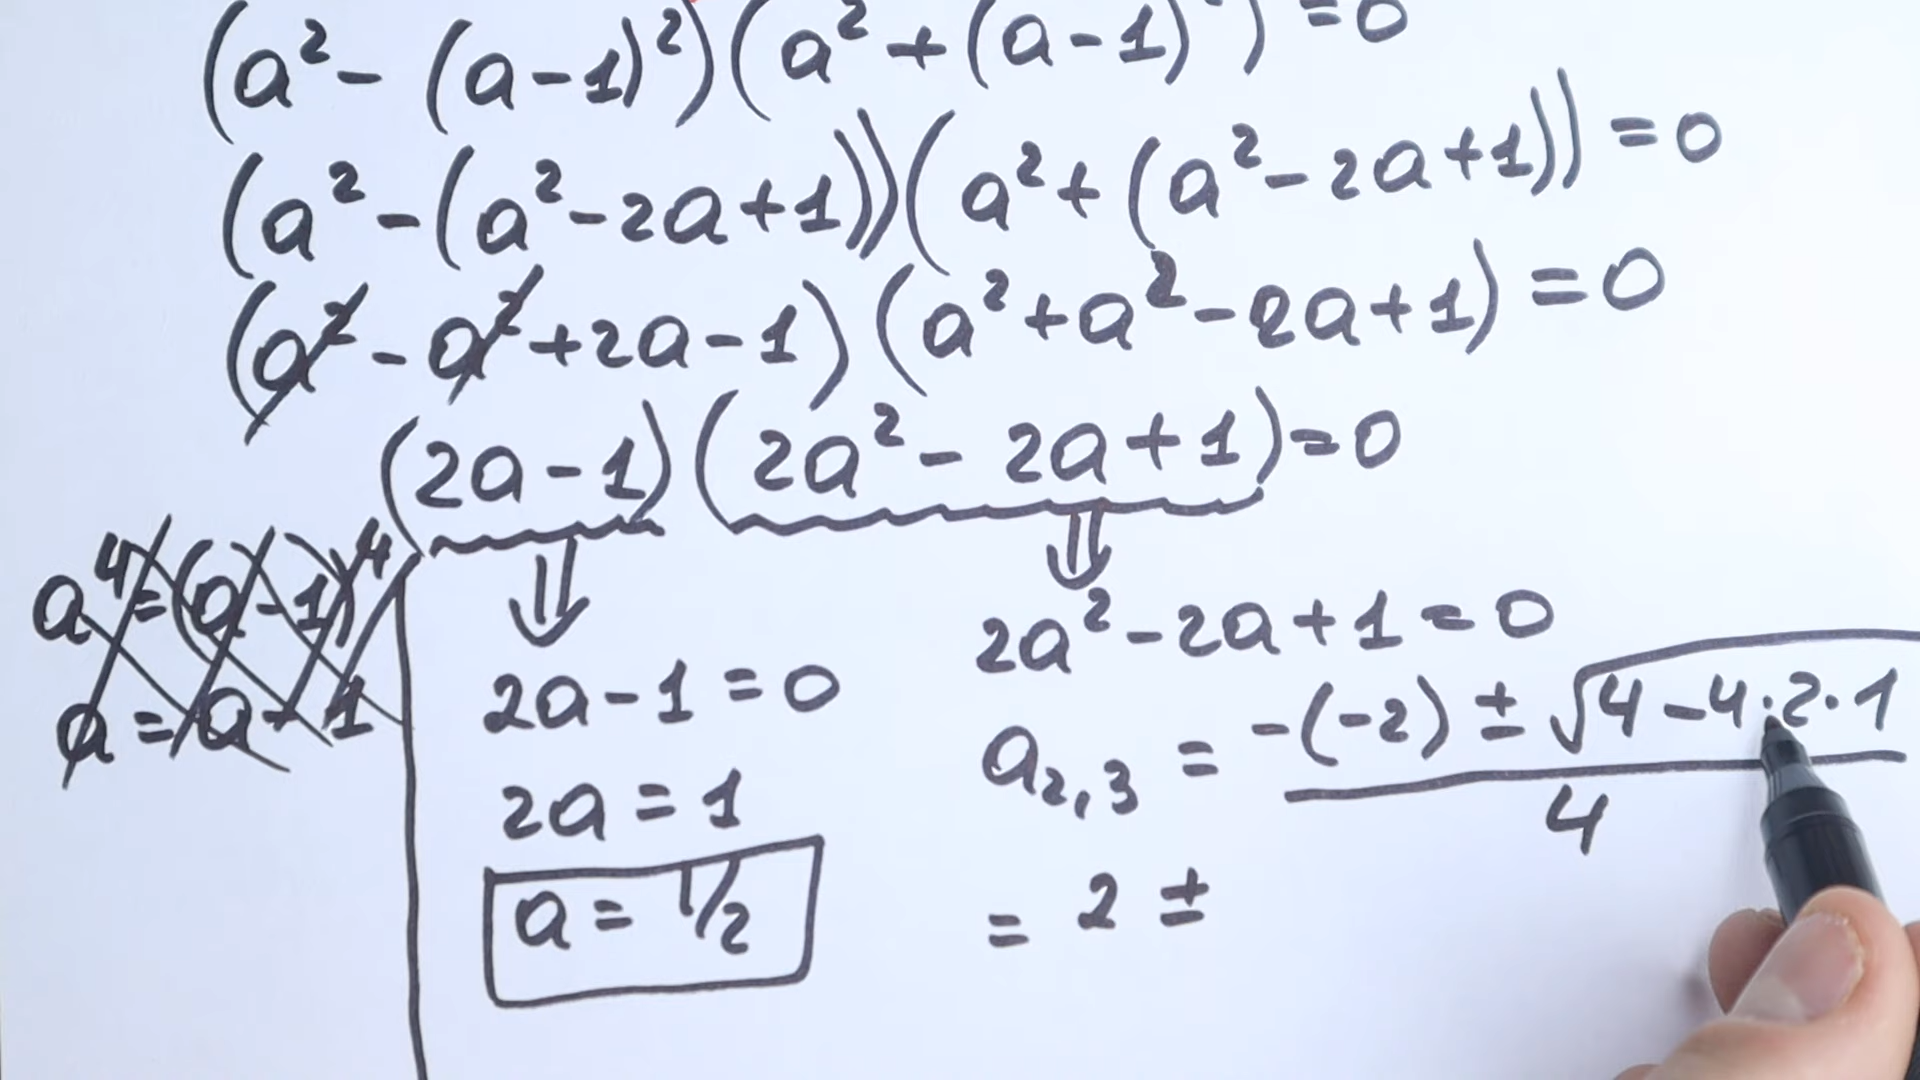 (a² - (a-1)²)(a² + (a-1)²) = 0
(a² - (a² - 2a + 1))(a² + (a² - 2a + 1)) = 0
(a² - a² + 2a - 1)(a² + a² - 2a + 1) = 0
(2a - 1)(2a² - 2a + 1) = 0
a⁴ = (a - 1)⁴
a = a - 1
2a - 1 = 0
2a = 1
a = 1/2
2a² - 2a + 1 = 0
a₂,₃ = -(-2) ± √4 - 4·2·1
4
= 2 ±